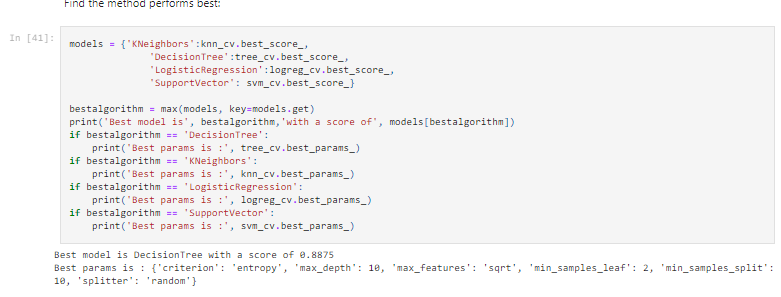 Find the method performs best:
In [41]:
models = {'KNeighbors':knn_cv.best_score_,
'DecisionTree':tree_cv.best_score_,
'LogisticRegression':logreg_cv.best_score_,
'SupportVector': svm_cv.best_score_}
bestalgorithm = max(models, key=models.get)
print('Best model is', bestalgorithm,'with a score of', models[bestalgorithm])
if bestalgorithm == 'DecisionTree':
print('Best params is :', tree_cv.best_params_)
if bestalgorithm == 'KNeighbors':
print('Best params is :', knn_cv.best_params_)
if bestalgorithm == 'LogisticRegression':
print('Best params is :', logreg_cv.best_params_)
if bestalgorithm == 'SupportVector':
print('Best params is :', svm_cv.best_params_)
Best model is DecisionTree with a score of 0.8875
Best params is : {'criterion': 'entropy', 'max_depth': 10, 'max_features': 'sqrt', 'min_samples_leaf': 2, 'min_samples_split':
10, 'splitter': 'random'}